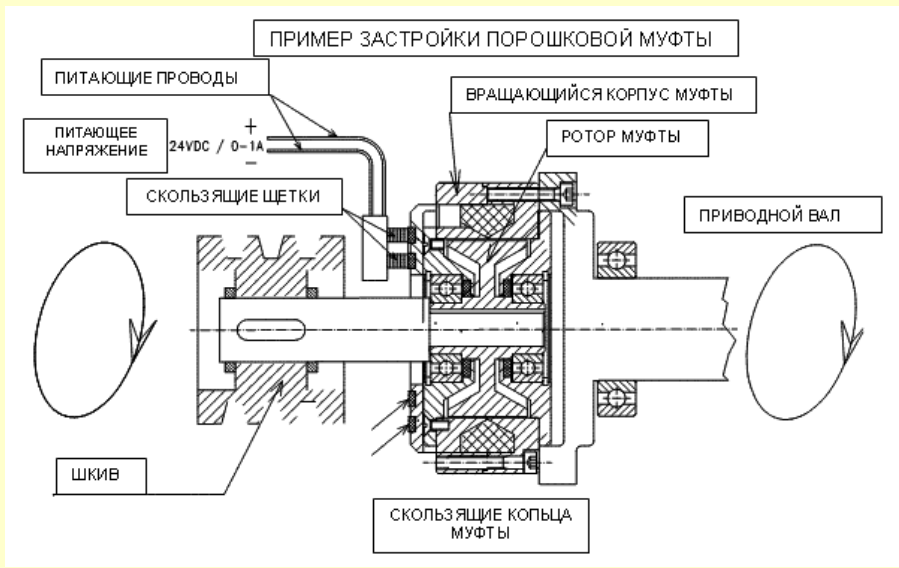 ПРИМЕР ЗАСТРОЙКИ ПОРОШКОВОЙ МУФТЫ
ПИТАЮЩИЕ ПРОВОДЫ
ВРАЩАЮЩИЙСЯ КОРПУС МУФТЫ
ПИТАЮЩЕЕ
НАПРЯЖЕНИЕ
+
24VDC / 0-1A
−
РОТОР МУФТЫ
СКОЛЬЗЯЩИЕ ЩЕТКИ
ПРИВОДНОЙ ВАЛ
ШКИВ
СКОЛЬЗЯЩИЕ КОЛЬЦА
МУФТЫ